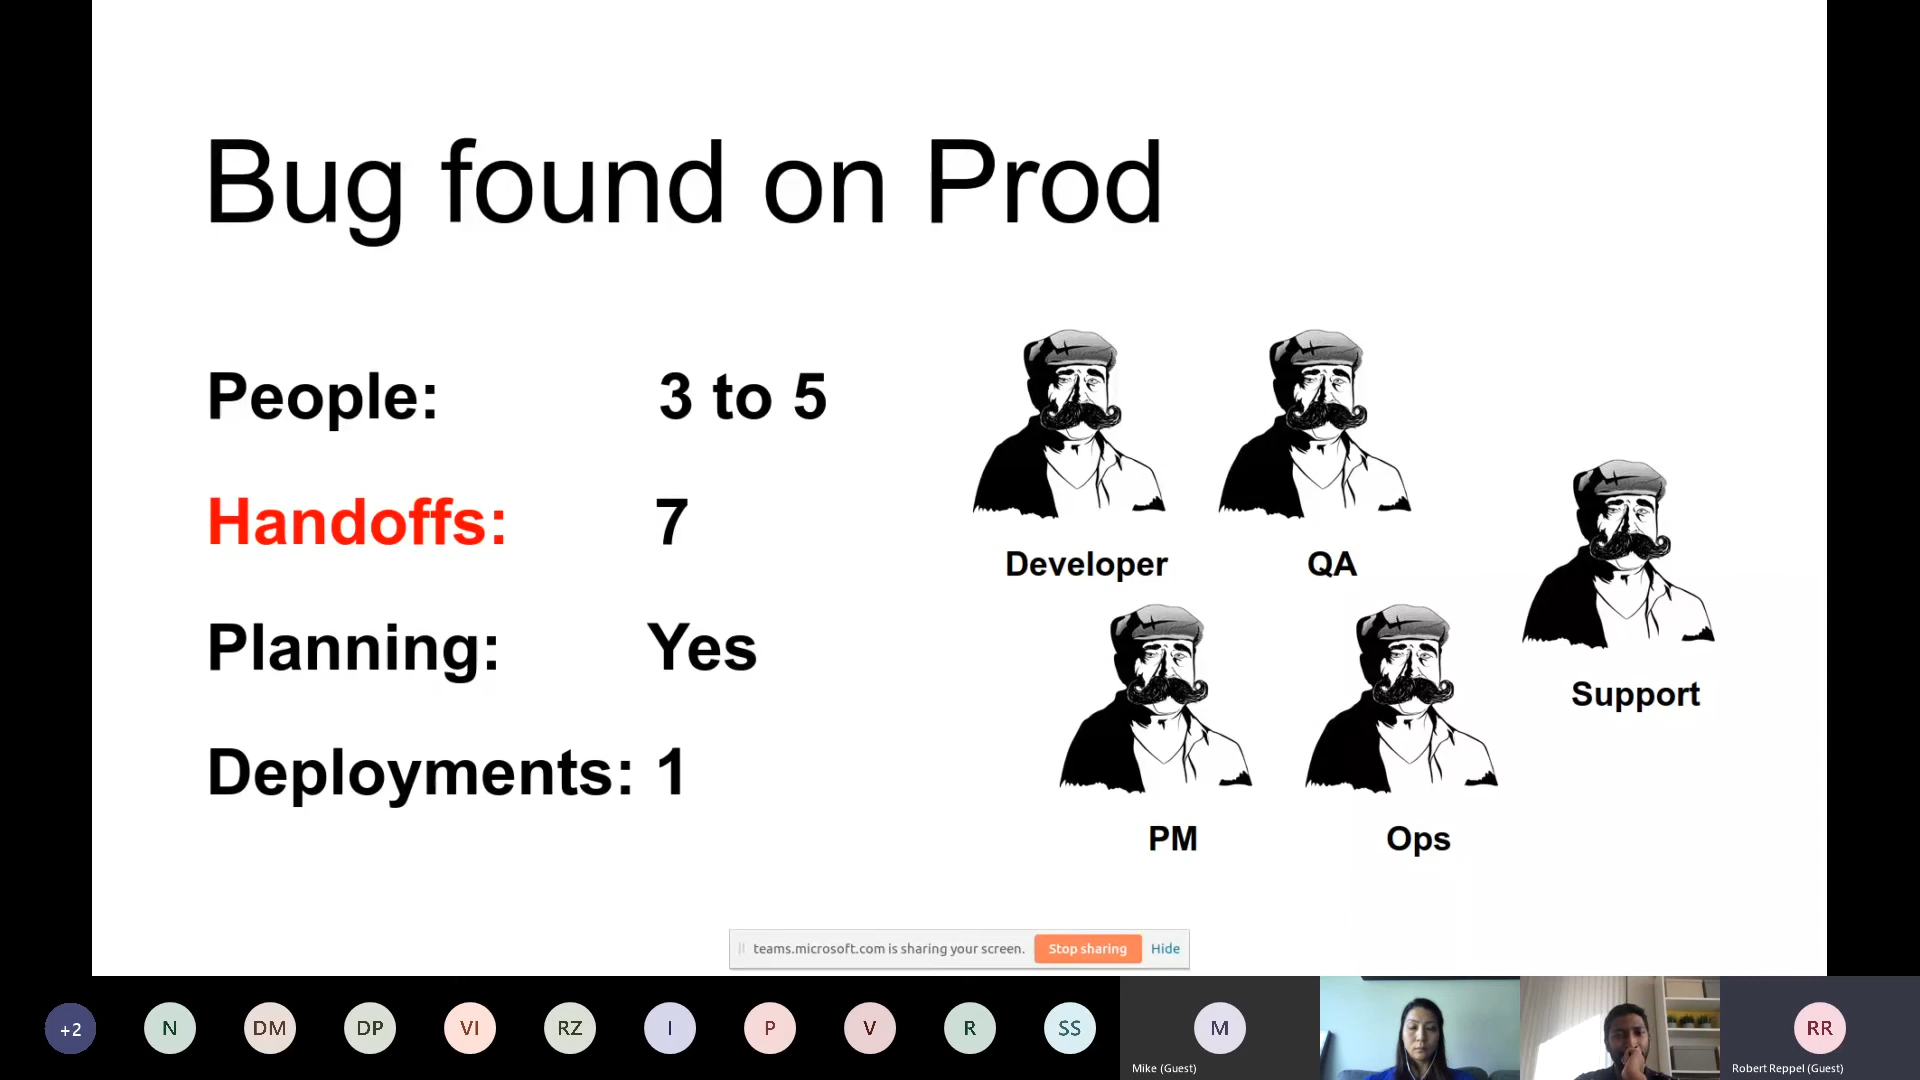 Bug found on Prod
People: 3 to 5
Handoffs: 7
Planning: Yes
Deployments: 1
Developer
QA
Support
PM
Ops
teams.microsoft.com is sharing your screen. Stop sharing Hide
+2 N DM DP VI RZ I P V R SS M RR
Mike (Guest) Robert Reppel (Guest)